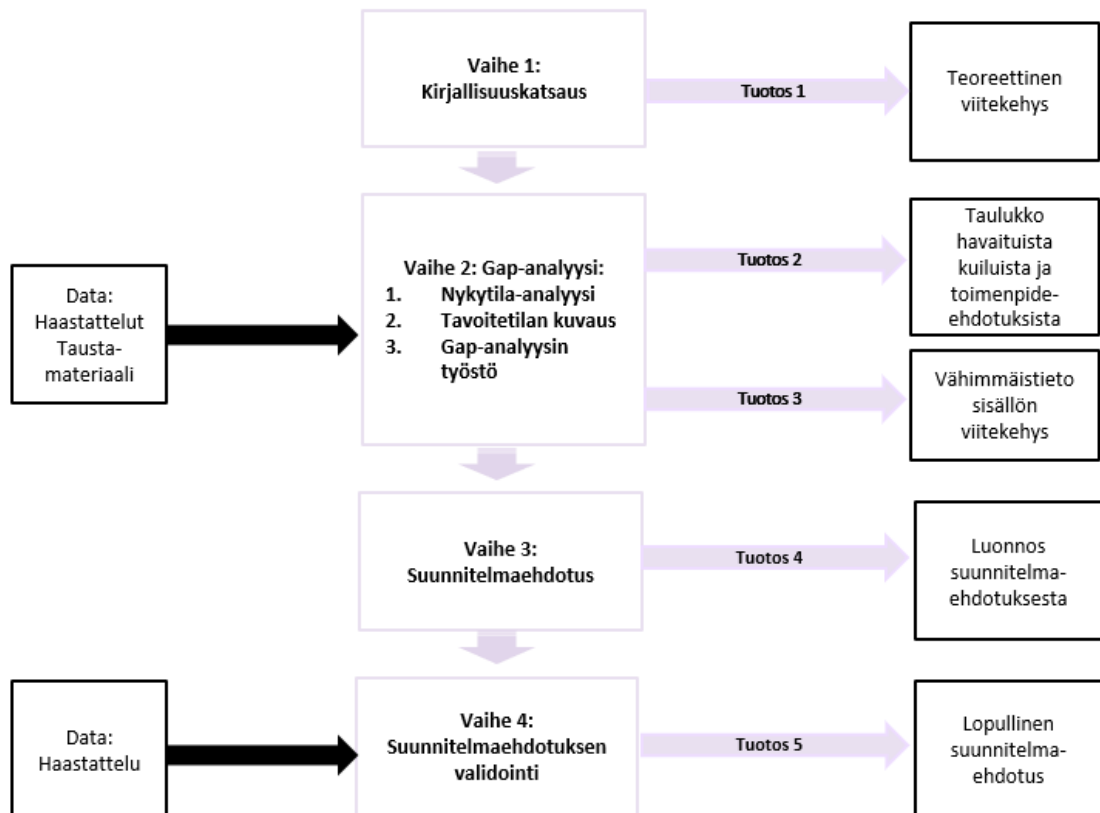 Vaihe 1:
Kirjallisuuskatsaus
Tuotos 1
Teoreettinen
viitekehys
Data:
Haastattelut
Tausta-
materiaali
Vaihe 2: Gap-analyysi:
1. Nykytila-analyysi
2. Tavoitetilan kuvaus
3. Gap-analyysin
työstö
Tuotos 2
Taulukko
havaituista
kuiluista ja
toimenpide-
ehdotuksista
Tuotos 3
Vähimmäistieto
sisällön
viitekehys
Vaihe 3:
Suunnitelmaehdotus
Tuotos 4
Luonnos
suunnitelma-
ehdotuksesta
Data:
Haastattelu
Vaihe 4:
Suunnitelmaehdotuksen
validointi
Tuotos 5
Lopullinen
suunnitelma-
ehdotus